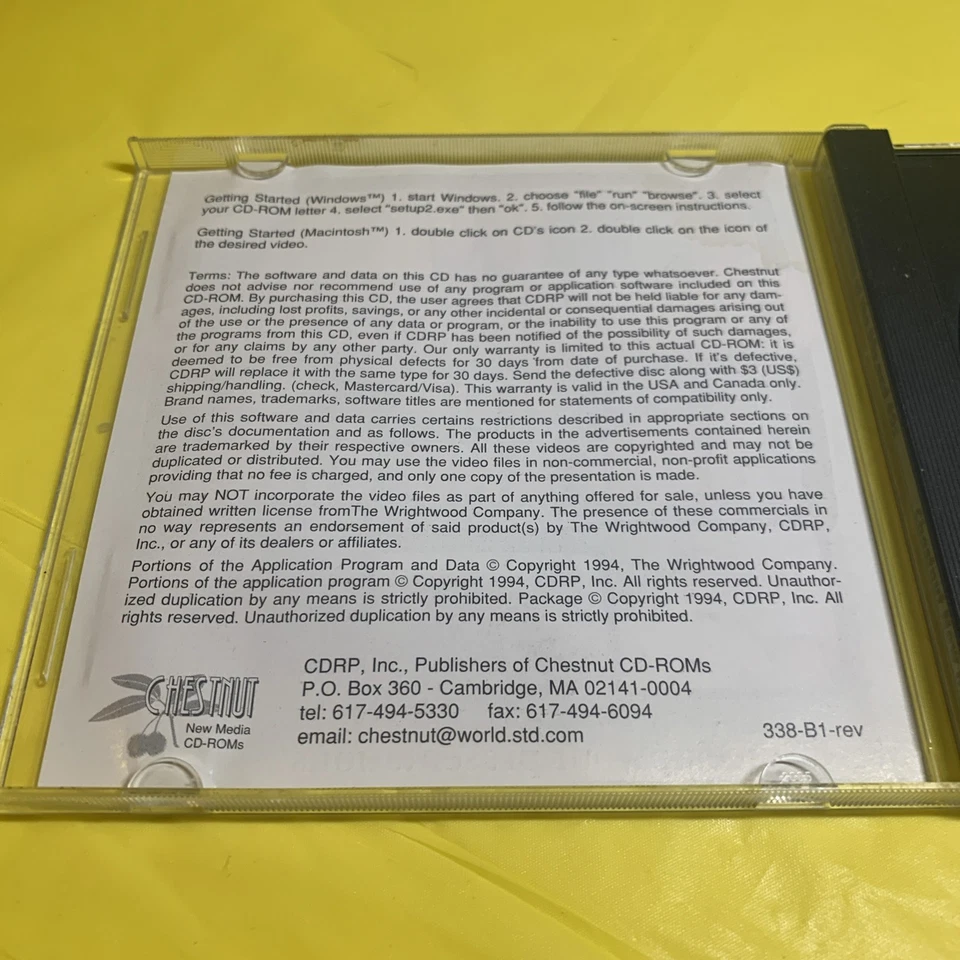 Getting Started (Windows™) 1. start Windows. 2. choose "file" "run" "browse". 3. select
your CD-ROM letter 4. select "setup2.exe" then "ok". 5. follow the on-screen instructions.
Getting Started (Macintosh™) 1. double click on CD's icon 2. double click on the icon of
the desired video.
Terms: The software and data on this CD has no guarantee of any type whatsoever. Chestnut
does not advise nor recommend use of any program or application software included on this
CD-ROM. By purchasing this CD, the user agrees that CDRP will not be held liable for any dam-
ages, including lost profits, savings, or any other incidental or consequential damages arising out
of the use or the presence of any data or program, or the inability to use this program or any of
the programs from this CD, even if CDRP has been notified of the possibility of such damages,
or for any claims by any other party. Our only warranty is limited to this actual CD-ROM: it is
deemed to be free from physical defects for 30 days from date of purchase. If it's defective,
CDRP will replace it with the same type for 30 days. Send the defective disc along with $3 (US$)
shipping/handling. (check, Mastercard/Visa). This warranty is valid in the USA and Canada only.
Brand names, trademarks, software titles are mentioned for statements of compatibility only.
Use of this software and data carries certains restrictions described in appropriate sections on
the disc's documentation and as follows. The products in the advertisements contained herein
are trademarked by their respective owners. All these videos are copyrighted and may not be
duplicated or distributed. You may use the video files in non-commercial, non-profit applications
providing that no fee is charged, and only one copy of the presentation is made.
You may NOT incorporate the video files as part of anything offered for sale, unless you have
obtained written license fromThe Wrightwood Company. The presence of these commercials in
no way represents an endorsement of said product(s) by The Wrightwood Company, CDRP,
Inc., or any of its dealers or affiliates.
Portions of the Application Program and Data © Copyright 1994, The Wrightwood Company.
Portions of the application program © Copyright 1994, CDRP, Inc. All rights reserved. Unauthor-
ized duplication by any means is strictly prohibited. Package © Copyright 1994, CDRP, Inc. All
rights reserved. Unauthorized duplication by any means is strictly prohibited.
CHESTNUT
New Media
CD-ROMs
CDRP, Inc., Publishers of Chestnut CD-ROMs
P.O. Box 360 - Cambridge, MA 02141-0004
tel: 617-494-5330 fax: 617-494-6094
email: chestnut@world.std.com
338-B1-rev